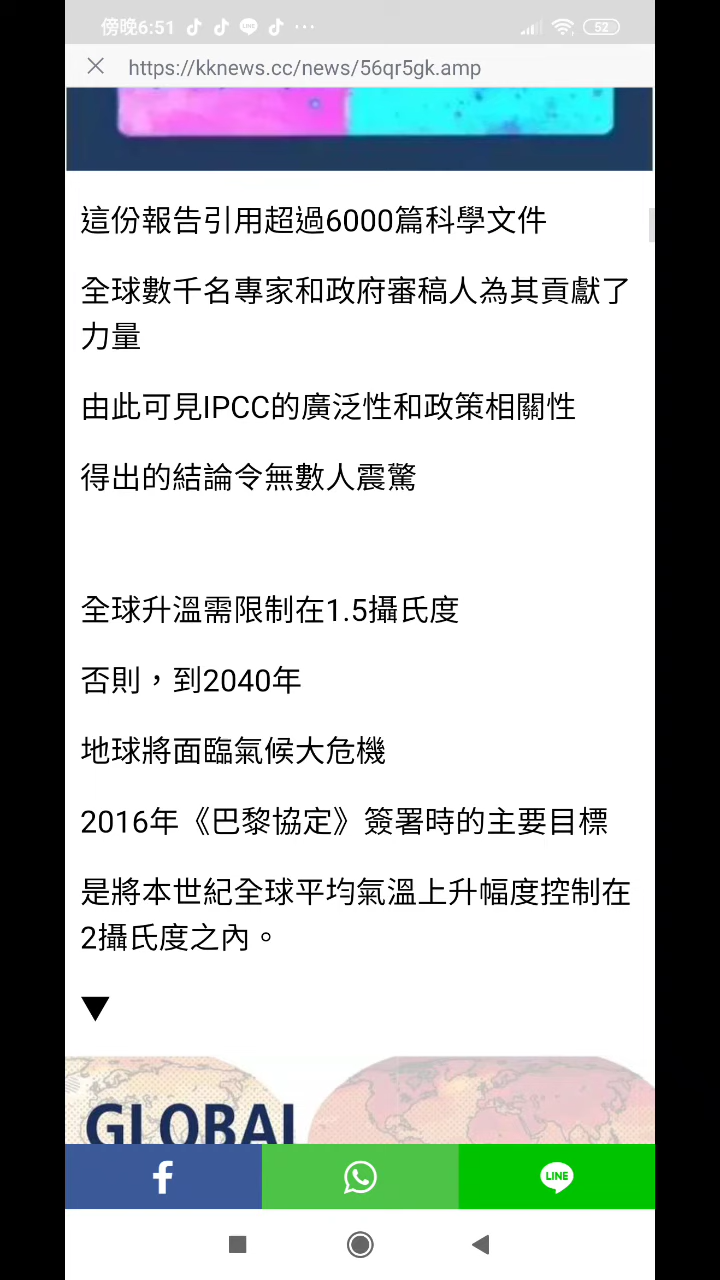 傍晚6:51
52
https://kknews.cc/news/56qr5gk.amp
這份報告引用超過6000篇科學文件
全球數千名專家和政府審稿人為其貢獻了
力量
由此可見IPCC的廣泛性和政策相關性
得出的結論令無數人震驚
全球升溫需限制在1.5攝氏度
否則，到2040年
地球將面臨氣候大危機
2016年《巴黎協定》簽署時的主要目標
是將本世紀全球平均氣溫上升幅度控制在
2攝氏度之內。
GLOBAL
LINE